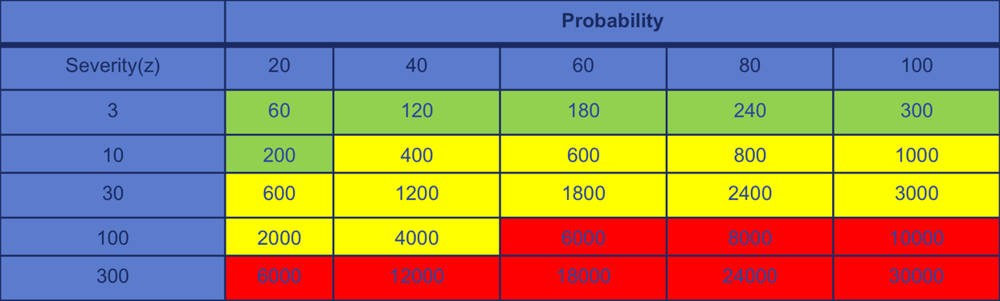 Probability
Severity(z) 20 40 60 80 100
3 60 120 180 240 300
10 200 400 600 800 1000
30 600 1200 1800 2400 3000
100 2000 4000 6000 8000 10000
300 6000 12000 18000 24000 30000